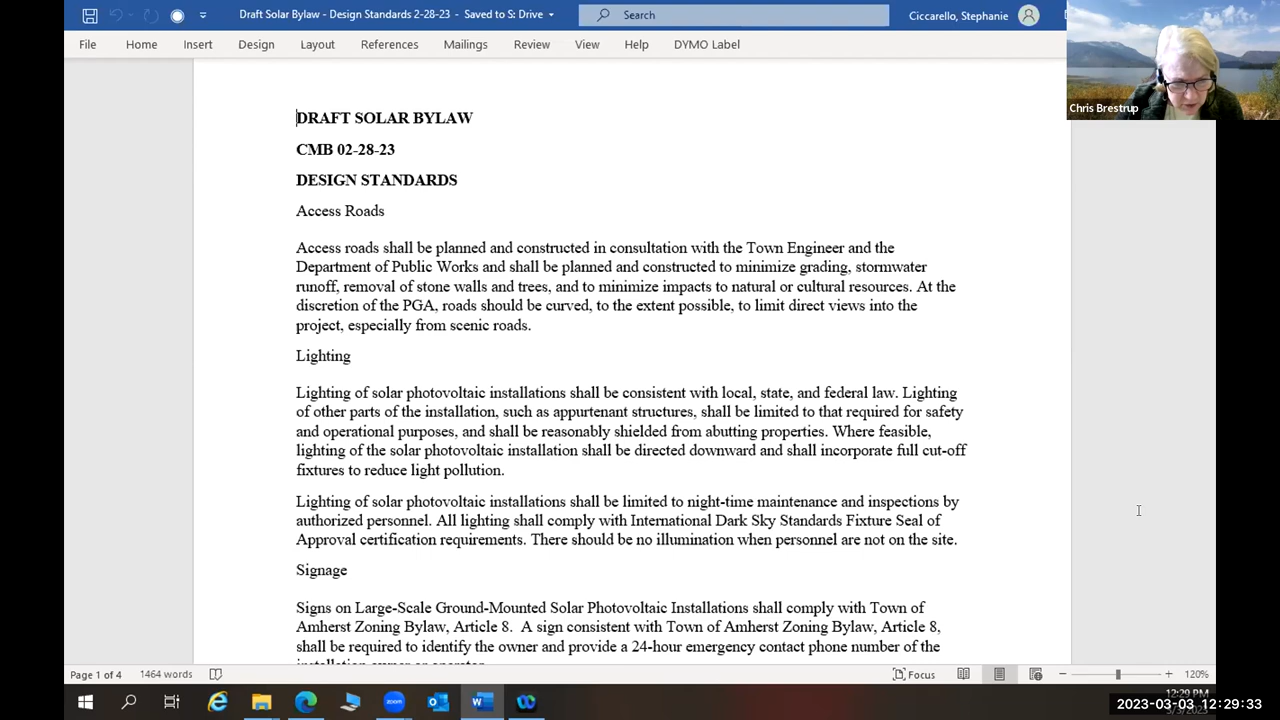 Draft Solar Bylaw - Design Standards 2-28-23 - Saved to S: Drive
Search
Ciccarello, Stephanie
File Home Insert Design Layout References Mailings Review View Help DYMO Label
Chris Brestrup
DRAFT SOLAR BYLAW
CMB 02-28-23
DESIGN STANDARDS
Access Roads
Access roads shall be planned and constructed in consultation with the Town Engineer and the
Department of Public Works and shall be planned and constructed to minimize grading, stormwater
runoff, removal of stone walls and trees, and to minimize impacts to natural or cultural resources. At the
discretion of the PGA, roads should be curved, to the extent possible, to limit direct views into the
project, especially from scenic roads.
Lighting
Lighting of solar photovoltaic installations shall be consistent with local, state, and federal law. Lighting
of other parts of the installation, such as appurtenant structures, shall be limited to that required for safety
and operational purposes, and shall be reasonably shielded from abutting properties. Where feasible,
lighting of the solar photovoltaic installation shall be directed downward and shall incorporate full cut-off
fixtures to reduce light pollution.
Lighting of solar photovoltaic installations shall be limited to night-time maintenance and inspections by
authorized personnel. All lighting shall comply with International Dark Sky Standards Fixture Seal of
Approval certification requirements. There should be no illumination when personnel are not on the site.
Signage
Signs on Large-Scale Ground-Mounted Solar Photovoltaic Installations shall comply with Town of
Amherst Zoning Bylaw, Article 8. A sign consistent with Town of Amherst Zoning Bylaw, Article 8,
shall be required to identify the owner and provide a 24-hour emergency contact phone number of the
installation owner or operator.
Page 1 of 4 1464 words Focus 120%
zoom
12:29 PM
2023-03-03 12:29:33